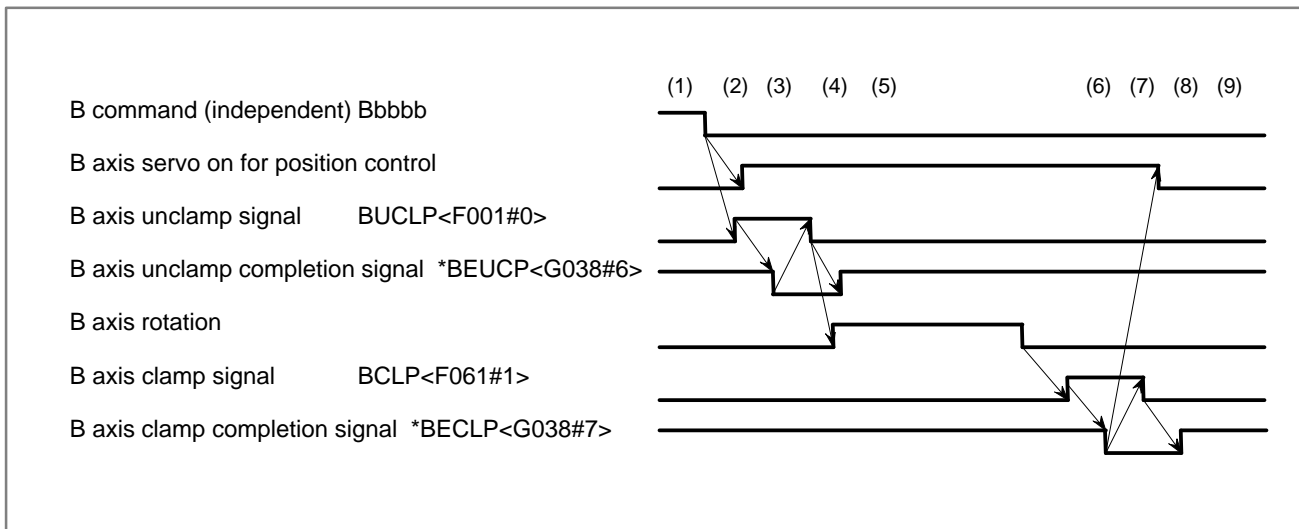 (1) (2) (3) (4) (5) (6) (7) (8) (9)
B command (independent) Bbbbb
B axis servo on for position control
B axis unclamp signal BUCLP<F001#0>
B axis unclamp completion signal *BEUCP<G038#6>
B axis rotation
B axis clamp signal BCLP<F061#1>
B axis clamp completion signal *BECLP<G038#7>